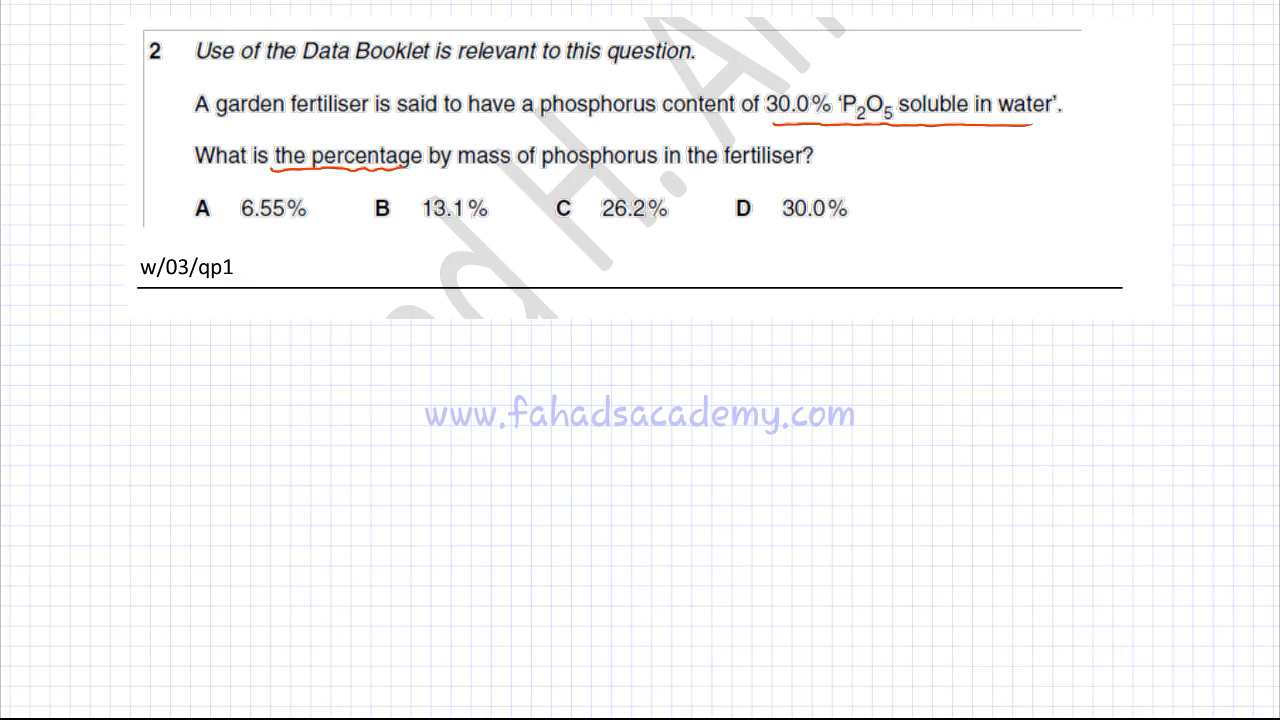 2 Use of the Data Booklet is relevant to this question.
A garden fertiliser is said to have a phosphorus content of 30.0% ‘P₂O₅ soluble in water’.
What is the percentage by mass of phosphorus in the fertiliser?
A 6.55% B 13.1% C 26.2% D 30.0%
w/03/qp1
www.fahadsacademy.com